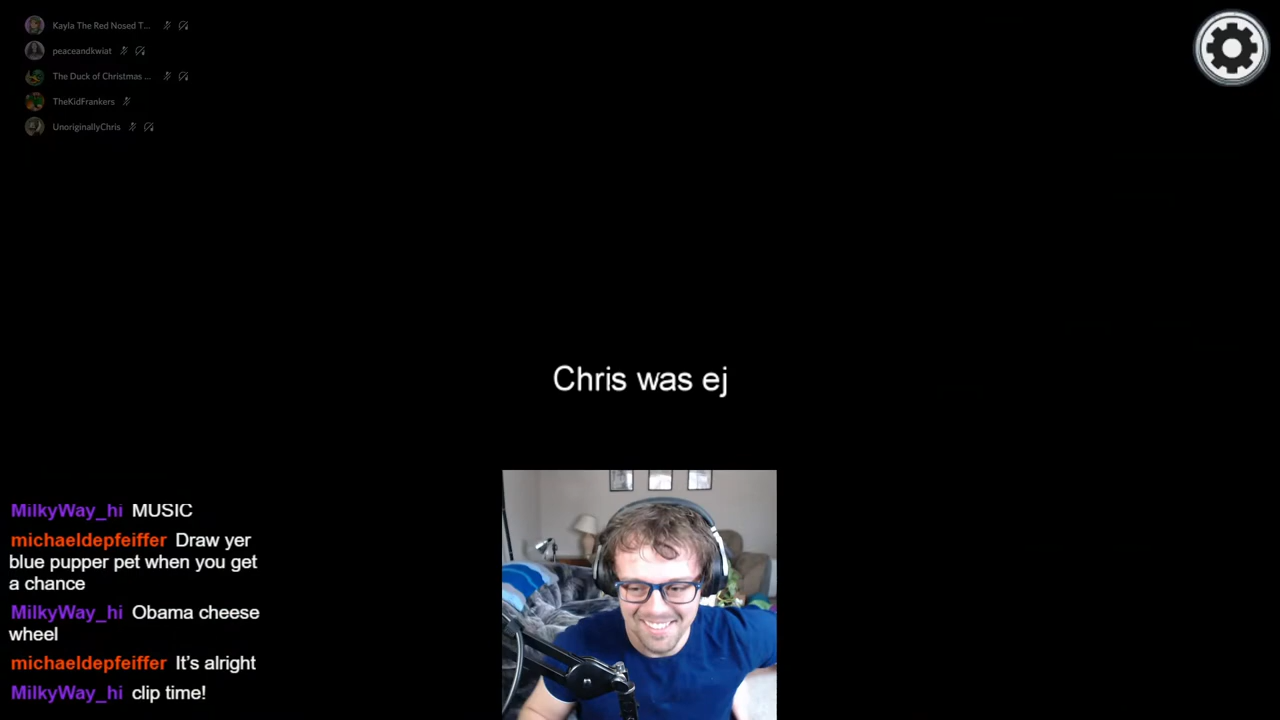 Kayla The Red Nosed T...
peaceandkwiat
The Duck of Christmas ...
TheKidFrankers
UnoriginallyChris
Chris was ej
MilkyWay_hi MUSIC
michaeldepfeiffer Draw yer
blue pupper pet when you get
a chance
MilkyWay_hi Obama cheese
wheel
michaeldepfeiffer It's alright
MilkyWay_hi clip time!